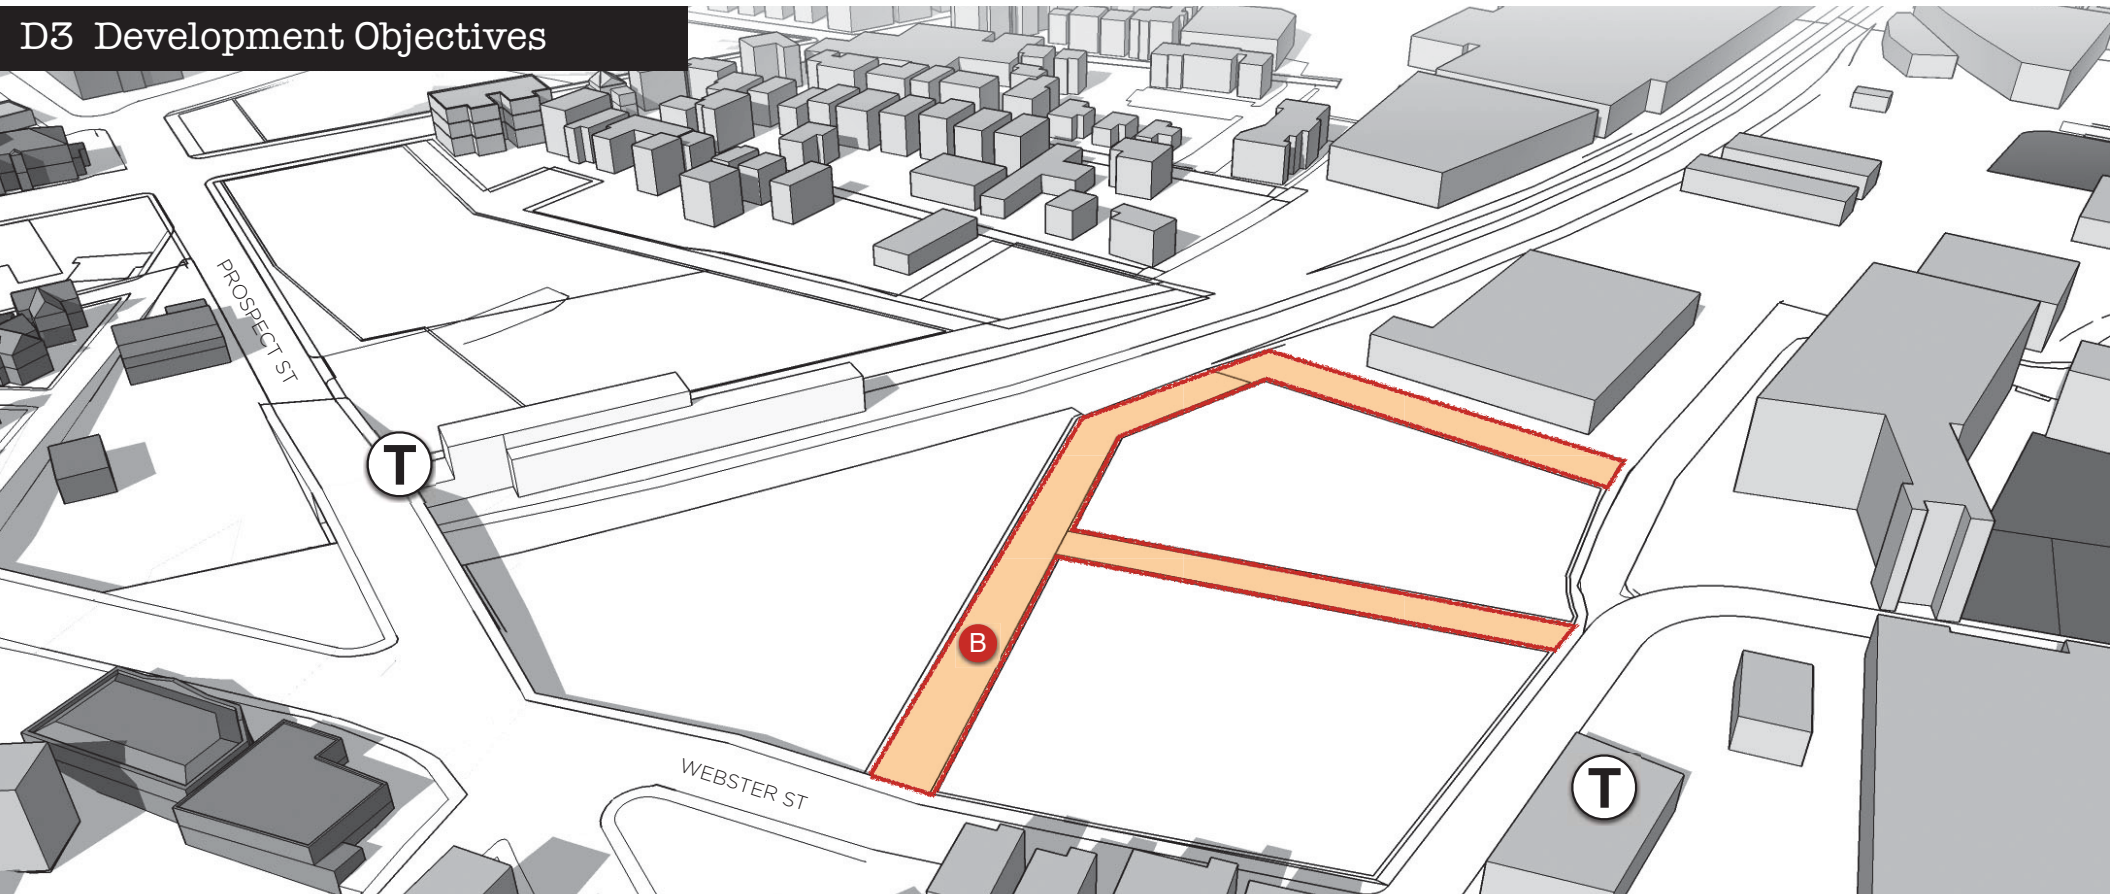 D3 Development Objectives
PROSPECT ST
T
B
WEBSTER ST
T